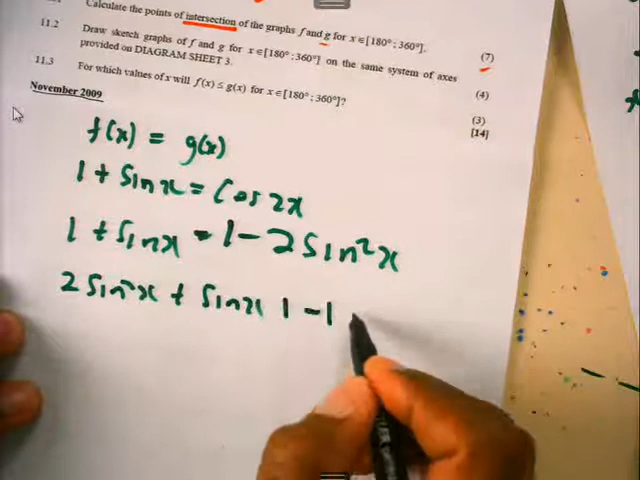 Calculate the points of intersection of the graphs f and g for x ∈ [180° ; 360°].
(7)
11.2 Draw sketch graphs of f and g for x ∈ [180° ; 360°] on the same system of axes
provided on DIAGRAM SHEET 3.
(4)
11.3 For which values of x will f(x) ≤ g(x) for x ∈ [180° ; 360°]?
(3)
[14]
November 2009
f(x) = g(x)
1 + Sin x = Cos 2x
1 + Sin x = 1 - 2 Sin²x
2 Sin²x + Sin x 1 - 1